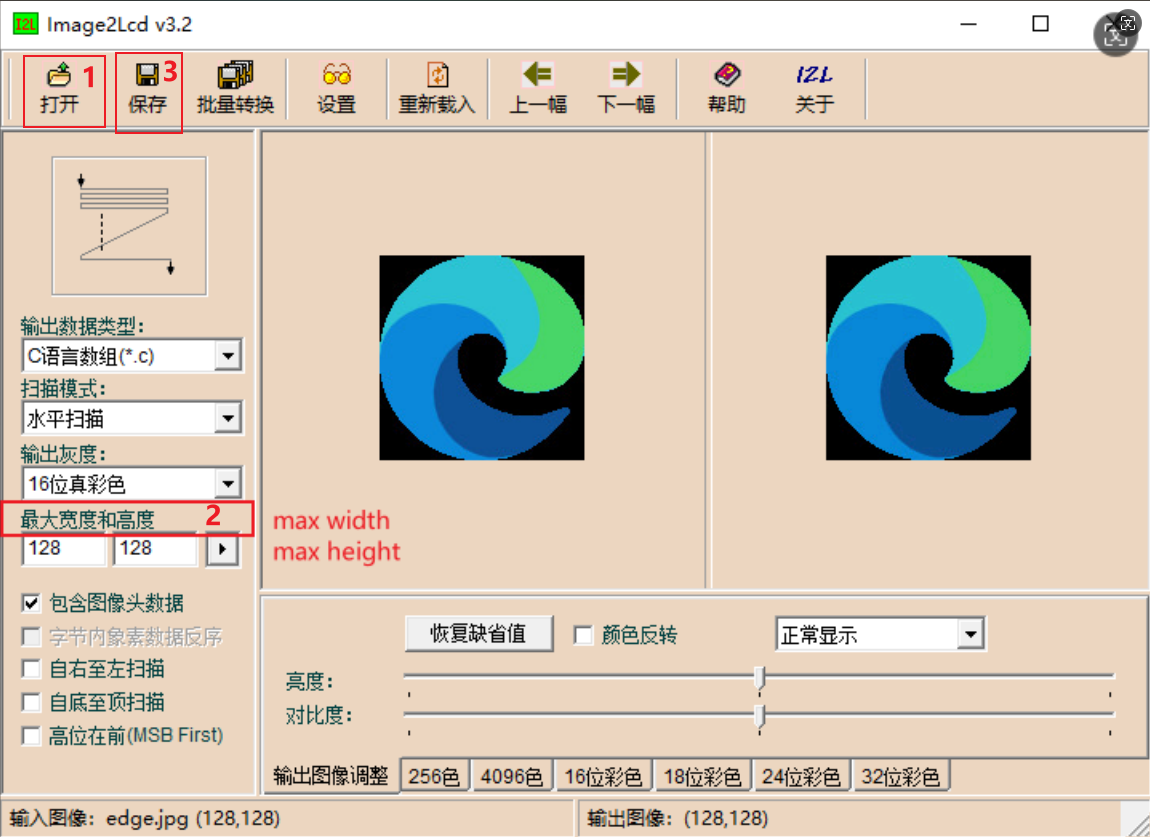 I2L Image2Lcd v3.2
打开 1 保存 3 批量转换 设置 重新载入 上一幅 下一幅 帮助 I2L 关于
输出数据类型:
C语言数组(*.c)
扫描模式:
水平扫描
输出灰度:
16位真彩色
最大宽度和高度 2
128 128
max width
max height
包含图像头数据
字节内象素数据反序
自右至左扫描
自底至顶扫描
高位在前(MSB First)
恢复缺省值 颜色反转 正常显示
亮度:
对比度:
输出图像调整 256色 4096色 16位彩色 18位彩色 24位彩色 32位彩色
输入图像: edge.jpg (128,128) 输出图像: (128,128)